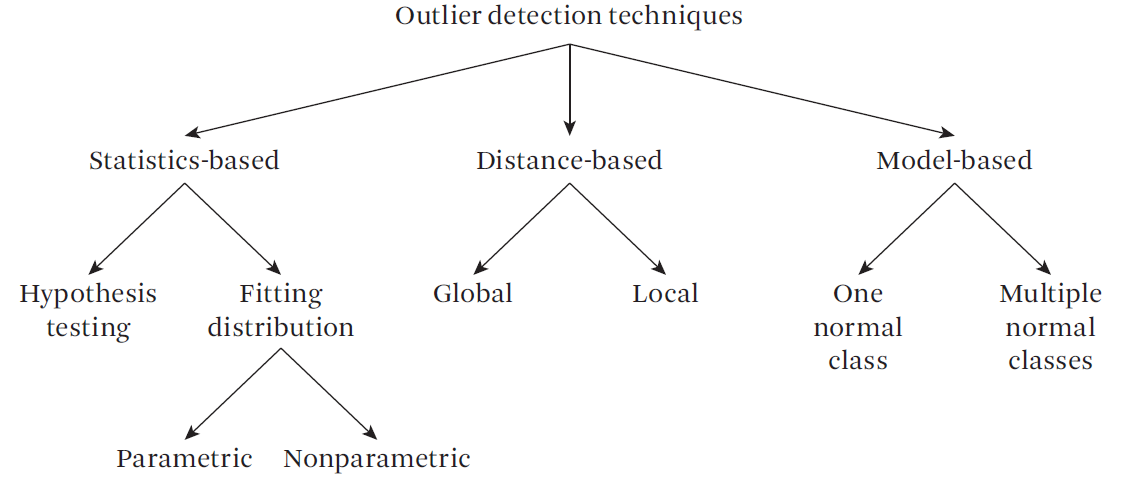 Outlier detection techniques
Statistics-based
Distance-based
Model-based
Hypothesis
testing
Fitting
distribution
Global
Local
One
normal
class
Multiple
normal
classes
Parametric
Nonparametric